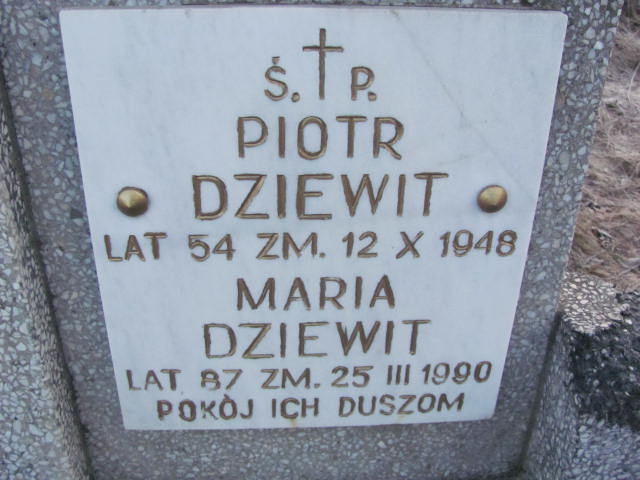 Ś. P.
PIOTR
DZIEWIT
LAT 54 ZM. 12 X 1948
MARIA
DZIEWIT
LAT 87 ZM. 25 III 1990
POKÓJ ICH DUSZOM